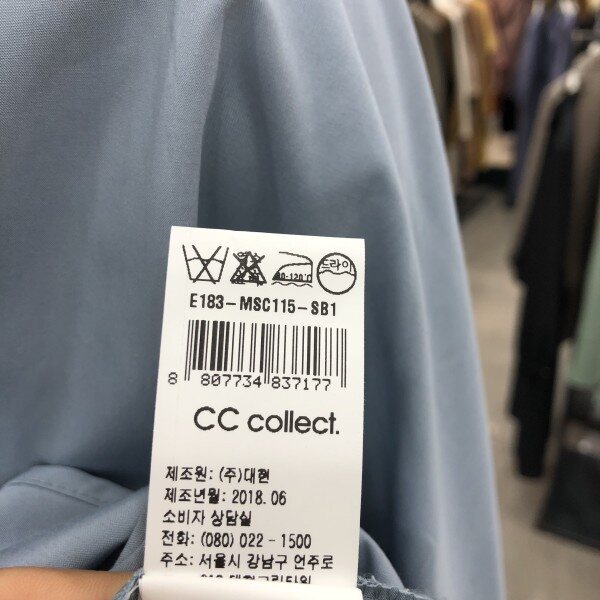 80-120℃ 드라이
E183-MSC115-SB1
8 807734 837177
CC collect.
제조원: (주)대현
제조년월: 2018.06
소비자 상담실
전화: (080) 022-1500
주소: 서울시 강남구 언주로